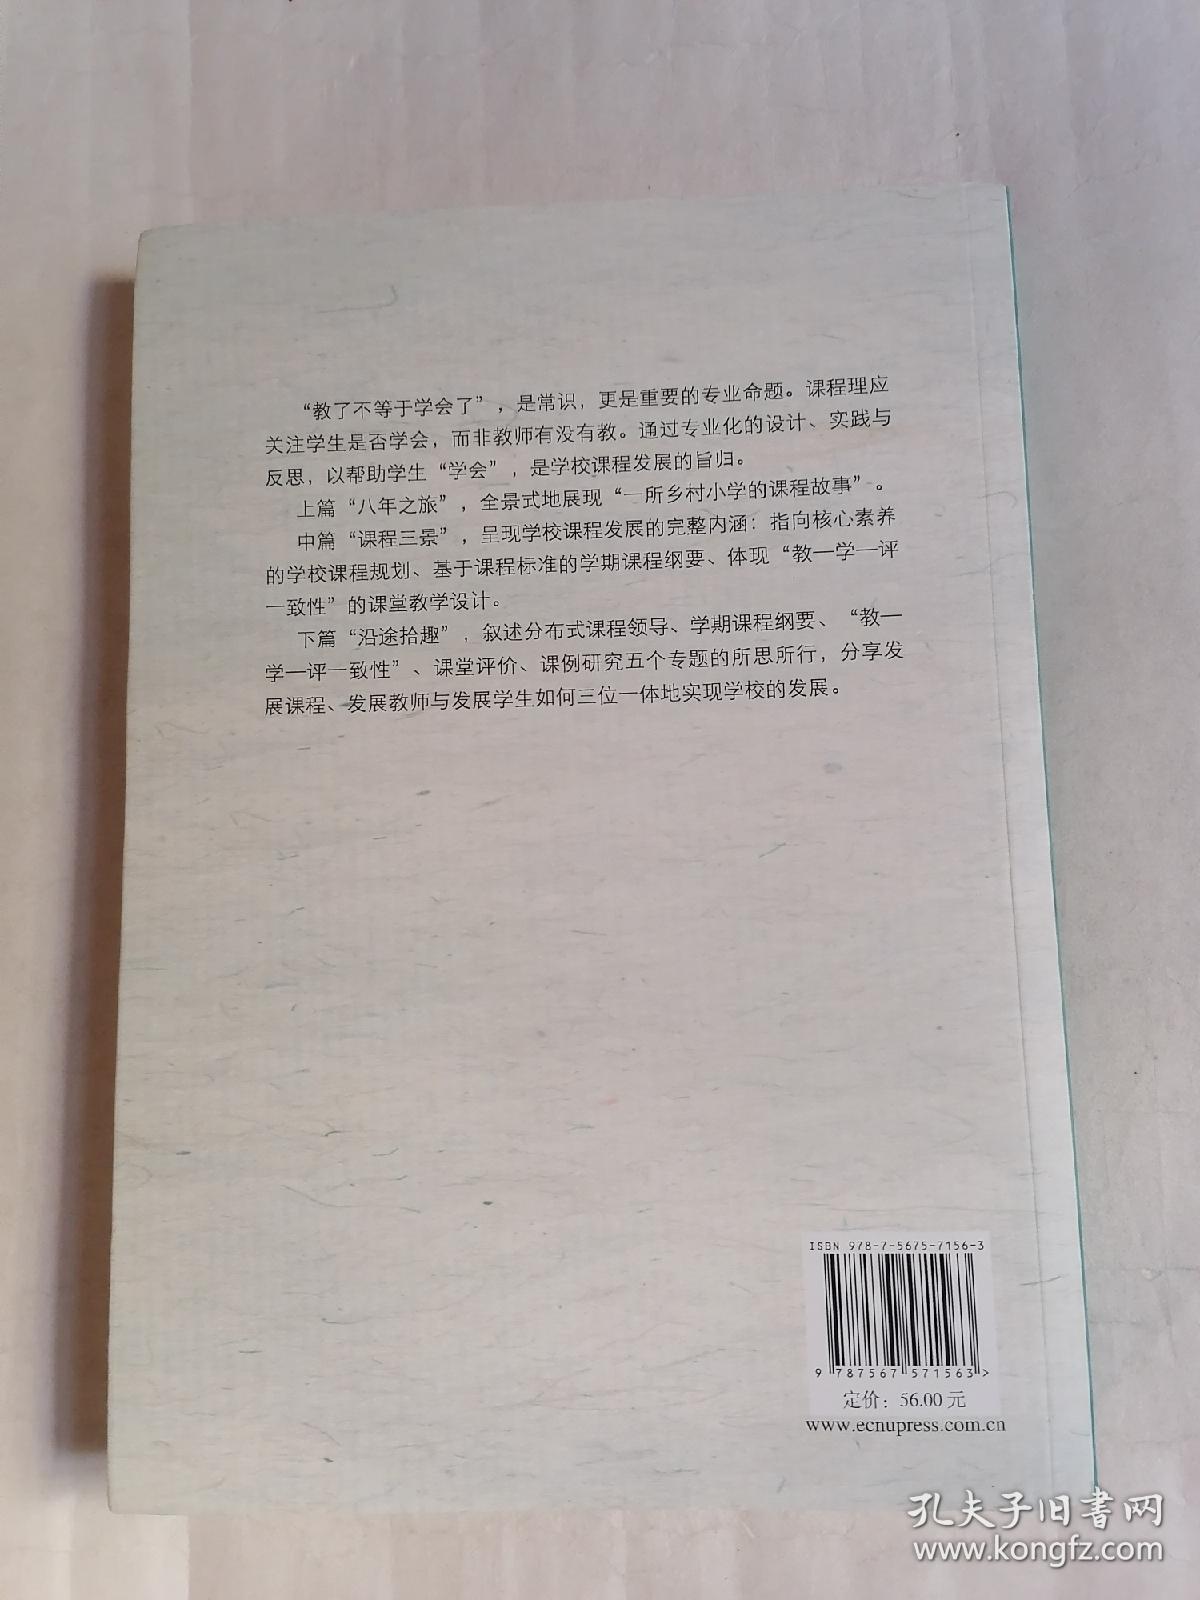 “教了不等于学会了”，是常识，更是重要的专业命题。课程理应
关注学生是否学会，而非教师有没有教。通过专业化的设计、实践与
反思，以帮助学生“学会”，是学校课程发展的旨归。
上篇“八年之旅”，全景式地展现“一所乡村小学的课程故事”。
中篇“课程三景”，呈现学校课程发展的完整内涵：指向核心素养
的学校课程规划、基于课程标准的学期课程纲要、体现“教—学—评
一致性”的课堂教学设计。
下篇“沿途拾趣”，叙述分布式课程领导、学期课程纲要、“教—
学—评一致性”、课堂评价、课例研究五个专题的所思所行，分享发
展课程、发展教师与发展学生如何三位一体地实现学校的发展。
ISBN 978-7-5675-7156-3
9 787567 571563>
定价：56.00元
www.ecnupress.com.cn
孔夫子旧书网
www.kongfz.com